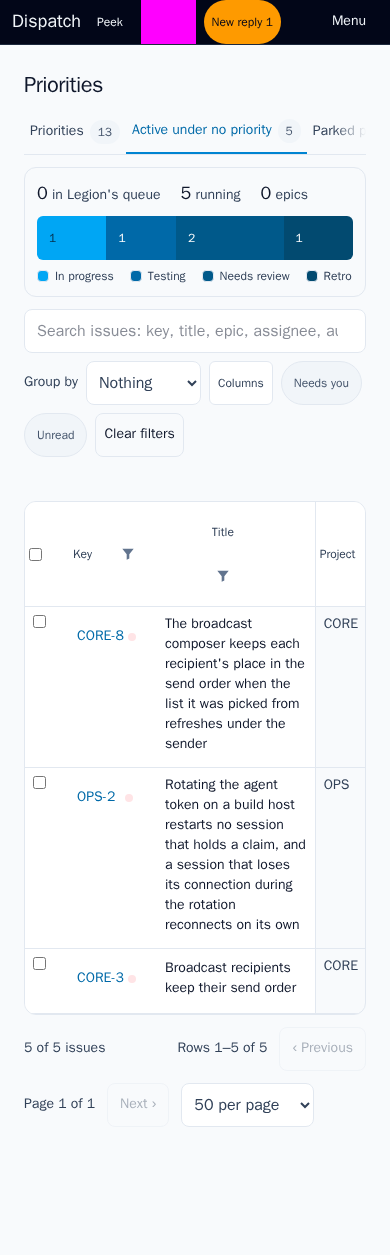 Dispatch Peek New reply 1 Menu
Priorities
Priorities 13 Active under no priority 5 Parked
0 in Legion's queue 5 running 0 epics
1 1 2 1
In progress Testing Needs review Retro
Search issues: key, title, epic, assignee, au
Group by Nothing Columns Needs you
Unread Clear filters
Title
Key Project
CORE-8 The broadcast CORE
composer keeps each
recipient's place in the
send order when the
list it was picked from
refreshes under the
sender
OPS-2 Rotating the agent OPS
token on a build host
restarts no session
that holds a claim, and
a session that loses
its connection during
the rotation
reconnects on its own
CORE-3 Broadcast recipients CORE
keep their send order
5 of 5 issues Rows 1–5 of 5 ‹ Previous
Page 1 of 1 Next › 50 per page